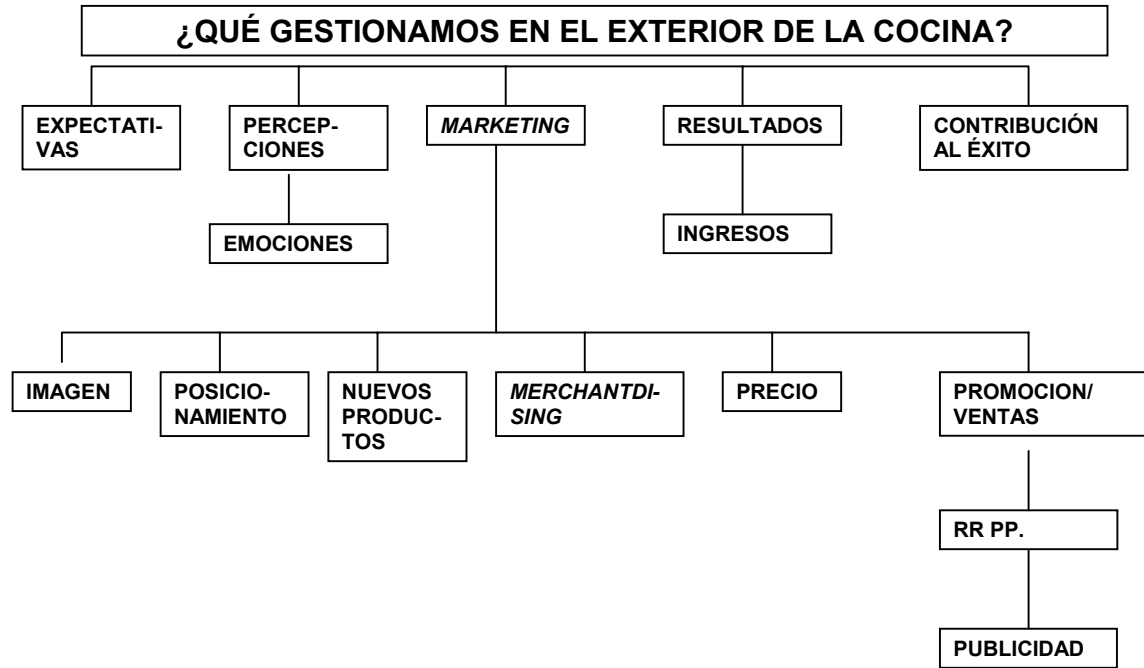 ¿QUÉ GESTIONAMOS EN EL EXTERIOR DE LA COCINA?
EXPECTATI-
VAS
PERCEP-
CIONES
MARKETING
RESULTADOS
CONTRIBUCIÓN
AL ÉXITO
EMOCIONES
INGRESOS
IMAGEN
POSICIO-
NAMIENTO
NUEVOS
PRODUC-
TOS
MERCHANTDI-
SING
PRECIO
PROMOCION/
VENTAS
RR PP.
PUBLICIDAD